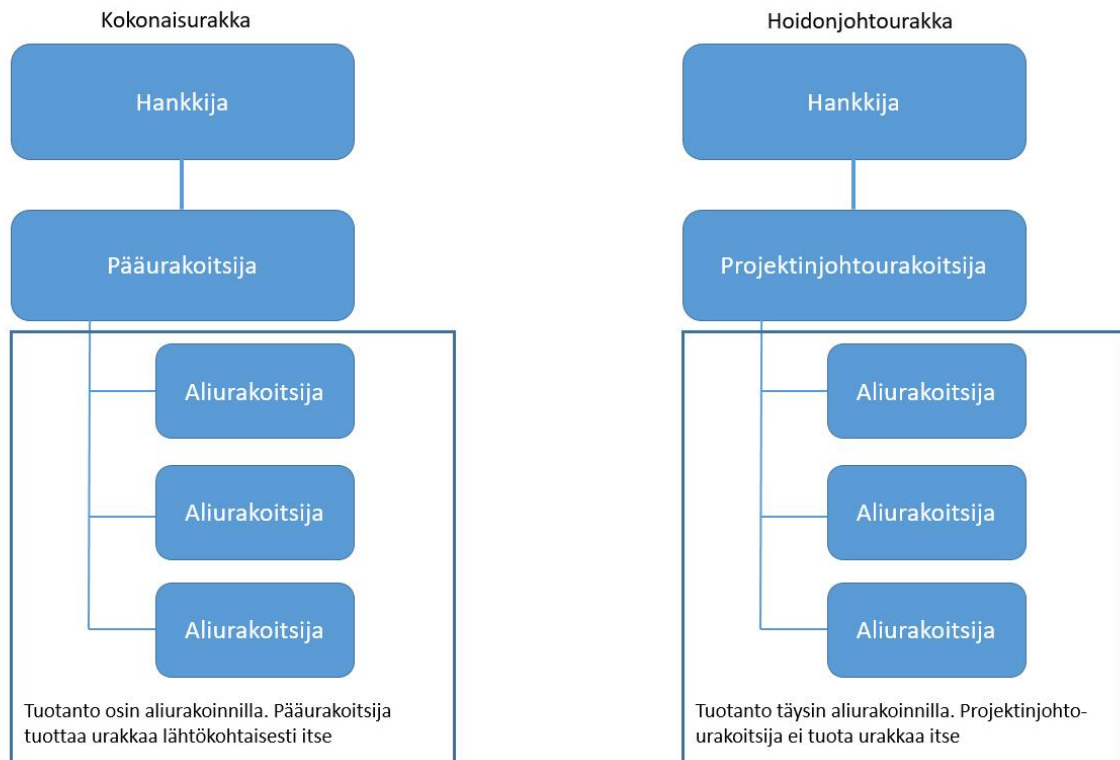 Kokonaisurakka
Hankkija
Pääurakoitsija
Aliurakoitsija
Aliurakoitsija
Aliurakoitsija
Tuotanto osin aliurakoinnilla. Pääurakoitsija
tuottaa urakkaa lähtökohtaisesti itse
Hoidonjohtourakka
Hankkija
Projektinjohtourakoitsija
Aliurakoitsija
Aliurakoitsija
Aliurakoitsija
Tuotanto täysin aliurakoinnilla. Projektinjohto-
urakoitsija ei tuota urakkaa itse